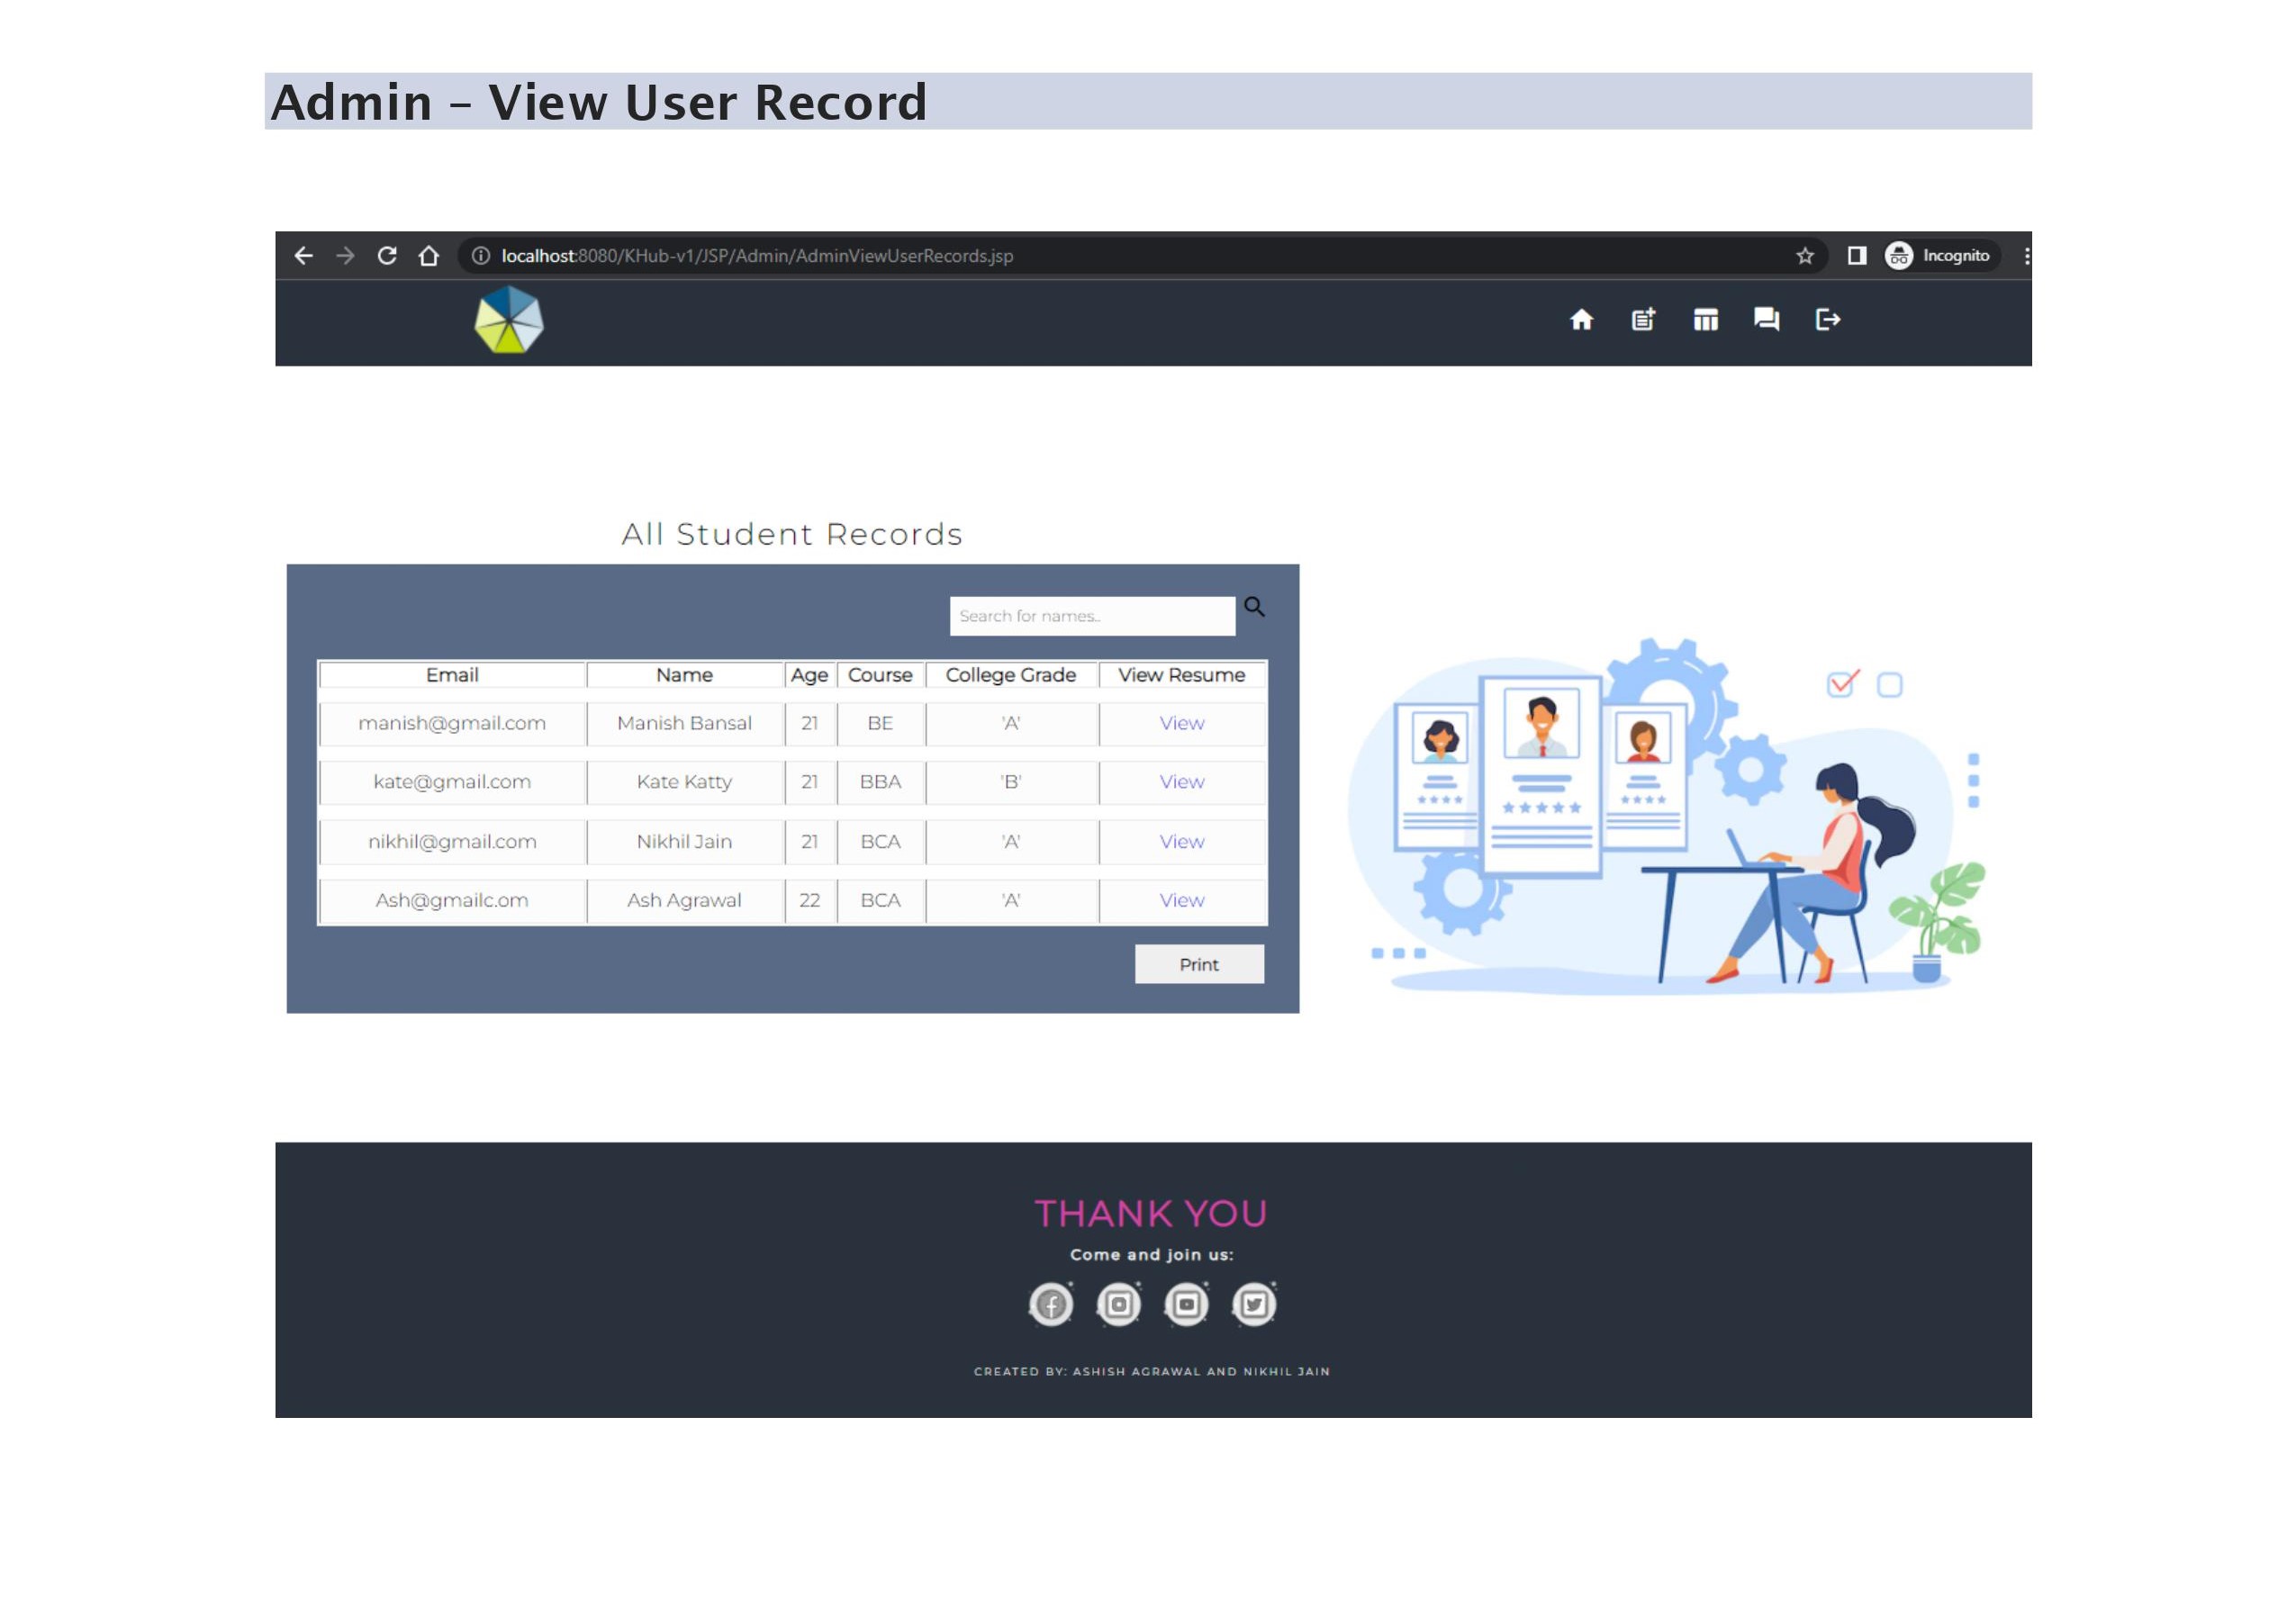 Admin – View User Record
localhost:8080/KHub-v1/JSP/Admin/AdminViewUserRecords.jsp
Incognito
All Student Records
Search for names..
Email Name Age Course College Grade View Resume
manish@gmail.com Manish Bansal 21 BE 'A' View
kate@gmail.com Kate Katty 21 BBA 'B' View
nikhil@gmail.com Nikhil Jain 21 BCA 'A' View
Ash@gmailc.om Ash Agrawal 22 BCA 'A' View
Print
THANK YOU
Come and join us:
CREATED BY: ASHISH AGRAWAL AND NIKHIL JAIN